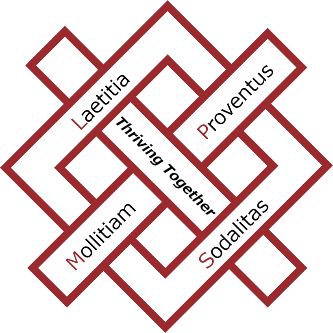 Laetitia
Proventus
Thriving Together
Mollitiam
Sodalitas